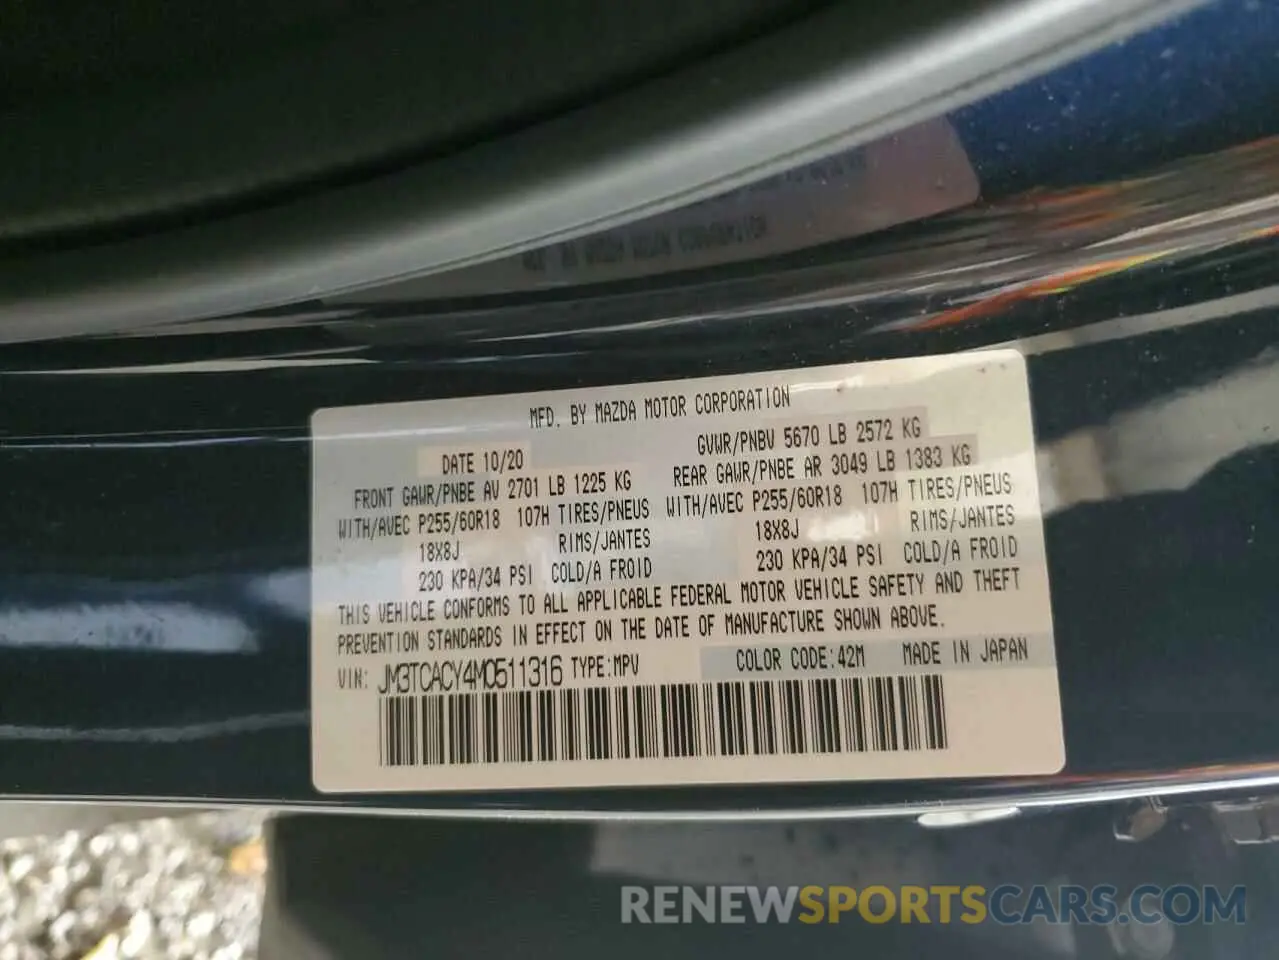 MFD. BY MAZDA MOTOR CORPORATION
DATE 10/20 GVWR/PNBV 5670 LB 2572 KG
FRONT GAWR/PNBE AV 2701 LB 1225 KG REAR GAWR/PNBE AR 3049 LB 1383 KG
WITH/AVEC P255/60R18 107H TIRES/PNEUS WITH/AVEC P255/60R18 107H TIRES/PNEUS
18X8J RIMS/JANTES 18X8J RIMS/JANTES
230 KPA/34 PSI COLD/A FROID 230 KPA/34 PSI COLD/A FROID
THIS VEHICLE CONFORMS TO ALL APPLICABLE FEDERAL MOTOR VEHICLE SAFETY AND THEFT
PREVENTION STANDARDS IN EFFECT ON THE DATE OF MANUFACTURE SHOWN ABOVE.
VIN: JM3TCACY4M0511316 TYPE:MPV COLOR CODE:42M MADE IN JAPAN
RENEWSPORTSCARS.COM